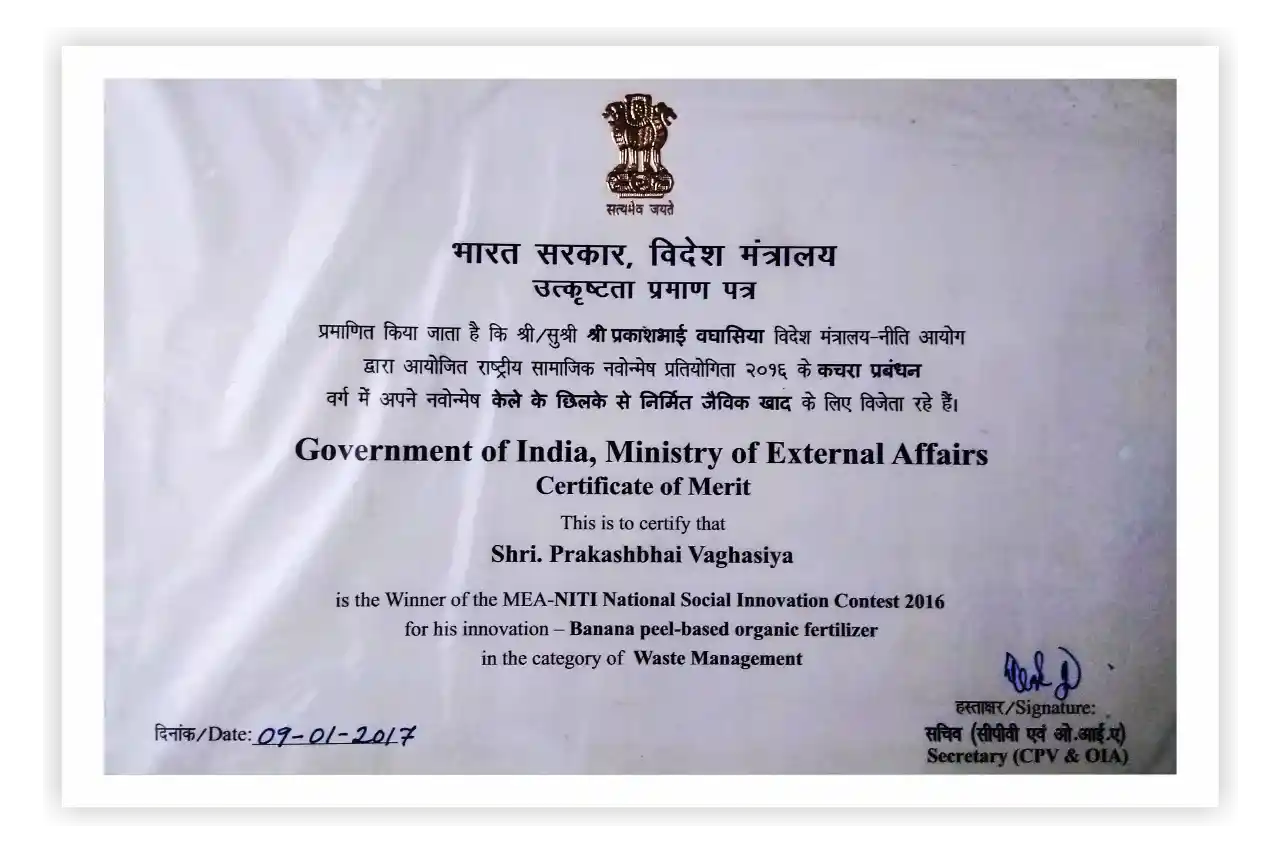 सत्यमेव जयते
भारत सरकार, विदेश मंत्रालय
उत्कृष्टता प्रमाण पत्र
प्रमाणित किया जाता है कि श्री/सुश्री श्री प्रकाशभाई वघासिया विदेश मंत्रालय-नीति आयोग
द्वारा आयोजित राष्ट्रीय सामाजिक नवोन्मेष प्रतियोगिता २०१६ के कचरा प्रबंधन
वर्ग में अपने नवोन्मेष केले के छिलके से निर्मित जैविक खाद के लिए विजेता रहे हैं।
Government of India, Ministry of External Affairs
Certificate of Merit
This is to certify that
Shri. Prakashbhai Vaghasiya
is the Winner of the MEA-NITI National Social Innovation Contest 2016
for his innovation – Banana peel-based organic fertilizer
in the category of Waste Management
हस्ताक्षर/Signature:
दिनांक/Date: 09-01-2017
सचिव (सीपीवी एवं ओ.आई.ए)
Secretary (CPV & OIA)